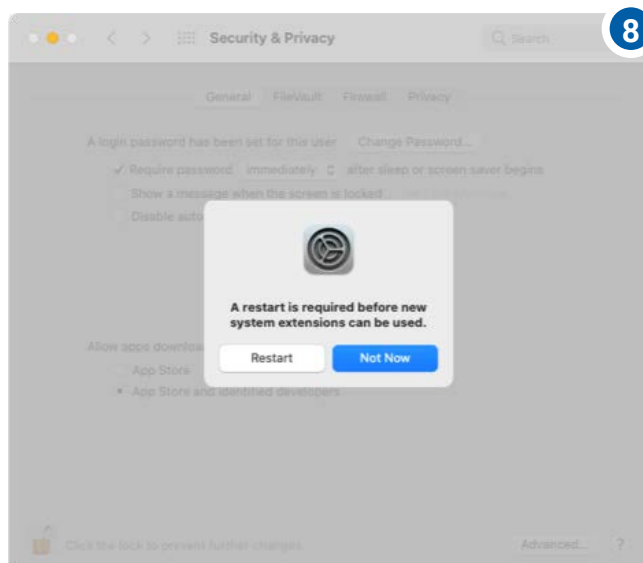 Security & Privacy
Search
8
General FileVault Firewall Privacy
A login password has been set for this user Change Password...
Require password immediately after sleep or screen saver begins
Show a message when the screen is locked
Disable auto
A restart is required before new
system extensions can be used.
Allow apps downloa
Restart Not Now
App Store
App Store and identified developers
Click the lock to prevent further changes.
Advanced... ?